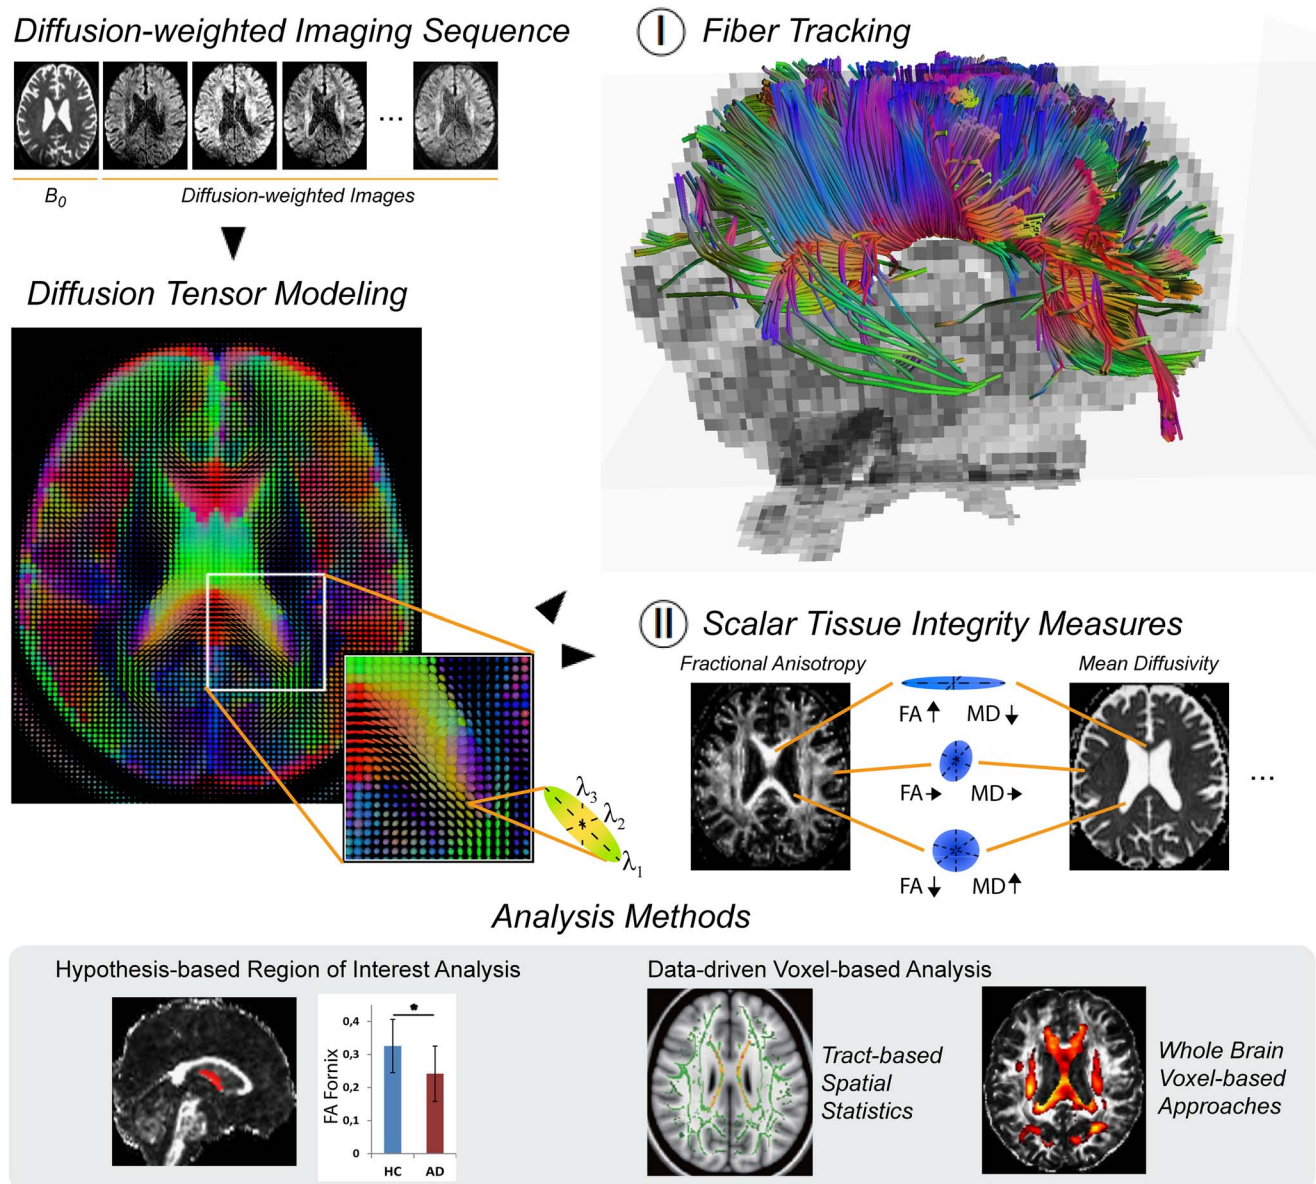 Diffusion-weighted Imaging Sequence
B0
Diffusion-weighted Images
...
Diffusion Tensor Modeling
λ3
λ2
λ1
I Fiber Tracking
II Scalar Tissue Integrity Measures
Fractional Anisotropy
Mean Diffusivity
FA↑ MD↓
FA→ MD→
FA↓ MD↑
...
Analysis Methods
Hypothesis-based Region of Interest Analysis
FA Fornix
0,4
0,3
0,2
0,1
0
*
HC AD
Data-driven Voxel-based Analysis
Tract-based
Spatial
Statistics
Whole Brain
Voxel-based
Approaches